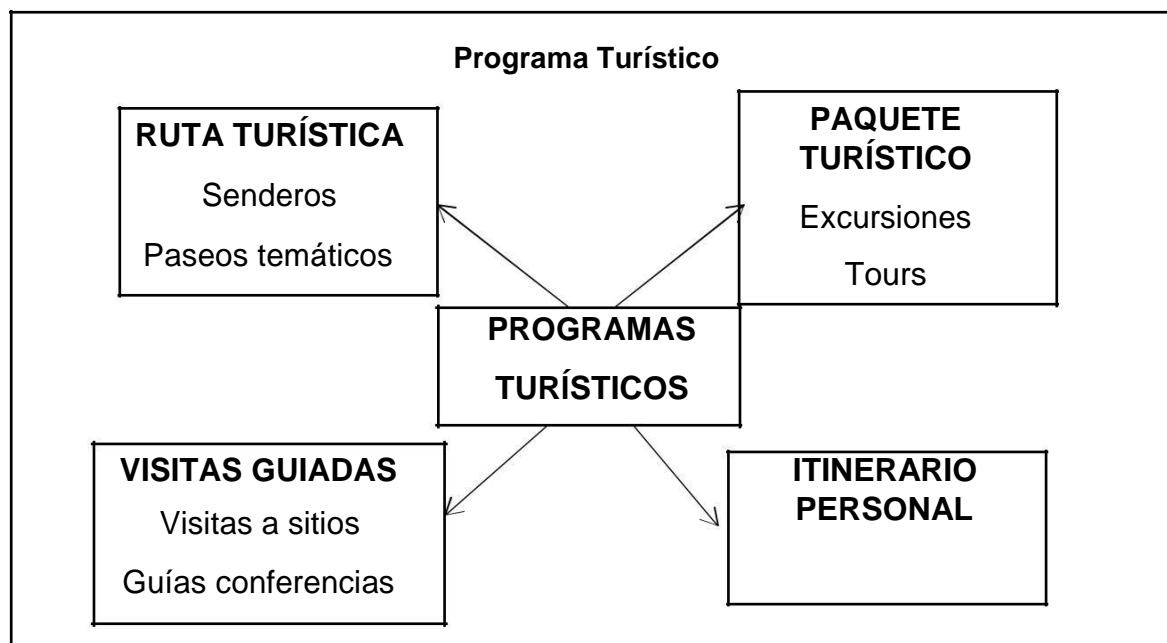 Programa Turístico
RUTA TURÍSTICA
Senderos
Paseos temáticos
PAQUETE
TURÍSTICO
Excursiones
Tours
PROGRAMAS
TURÍSTICOS
VISITAS GUIADAS
Visitas a sitios
Guías conferencias
ITINERARIO
PERSONAL